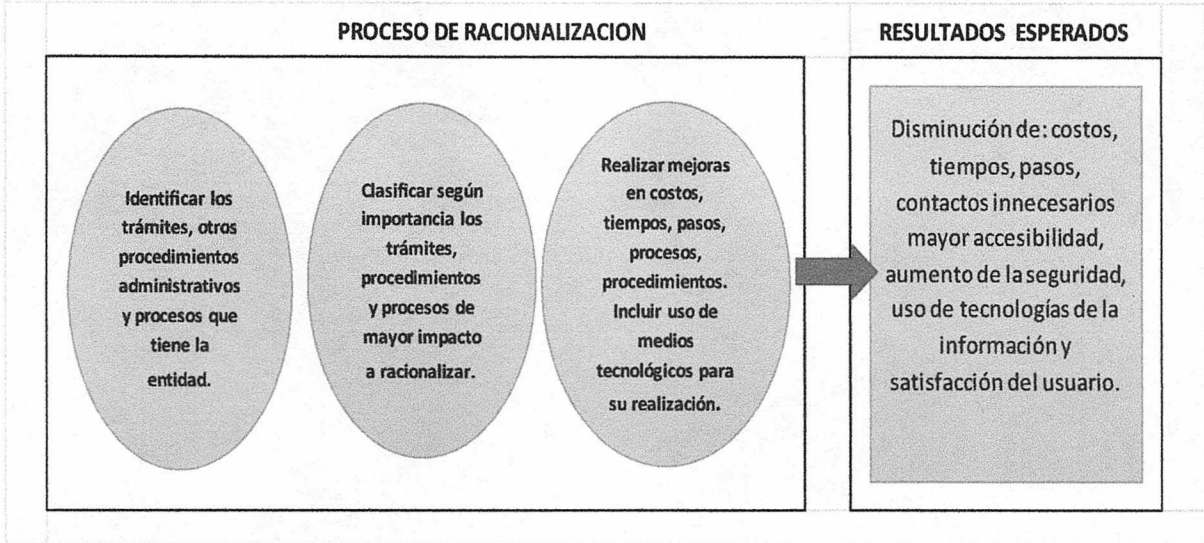 PROCESO DE RACIONALIZACION
RESULTADOS ESPERADOS
Identificar los
trámites, otros
procedimientos
administrativos
y procesos que
tiene la
entidad.
Clasificar según
importancia los
trámites,
procedimientos
y procesos de
mayor impacto
a racionalizar.
Realizar mejoras
en costos,
tiempos, pasos,
procesos,
procedimientos.
Incluir uso de
medios
tecnológicos para
su realización.
Disminución de: costos,
tiempos, pasos,
contactos innecesarios
mayor accesibilidad,
aumento de la seguridad,
uso de tecnologías de la
información y
satisfacción del usuario.